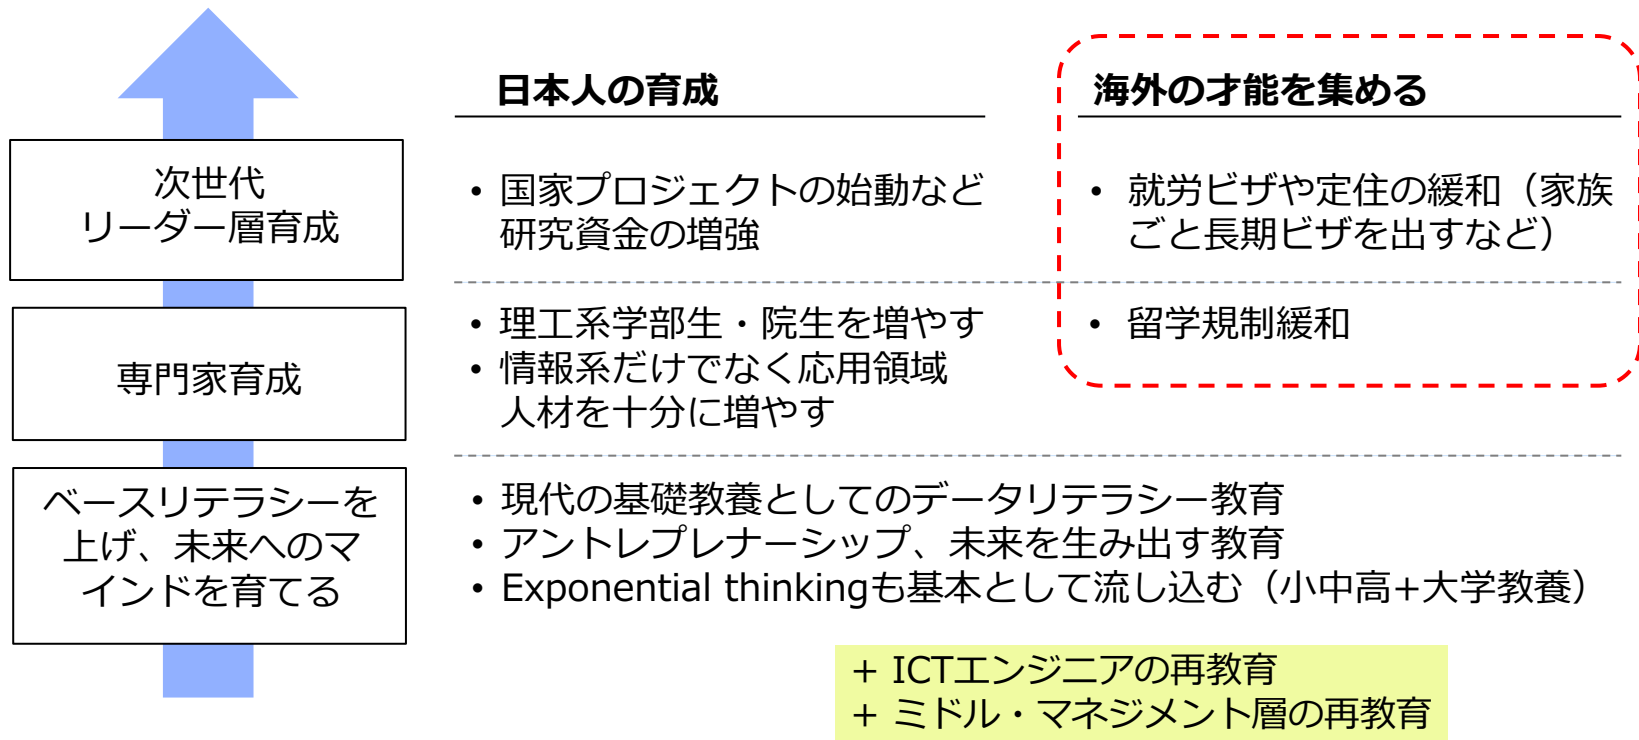 日本人の育成
海外の才能を集める
次世代
リーダー層育成
• 国家プロジェクトの始動など
研究資金の増強
• 就労ビザや定住の緩和（家族
ごと長期ビザを出すなど）
専門家育成
• 理工系学部生・院生を増やす
• 情報系だけでなく応用領域
人材を十分に増やす
• 留学規制緩和
ベースリテラシーを
上げ、未来へのマ
インドを育てる
• 現代の基礎教養としてのデータリテラシー教育
• アントレプレナーシップ、未来を生み出す教育
• Exponential thinkingも基本として流し込む（小中高+大学教養）
+ ICTエンジニアの再教育
+ ミドル・マネジメント層の再教育